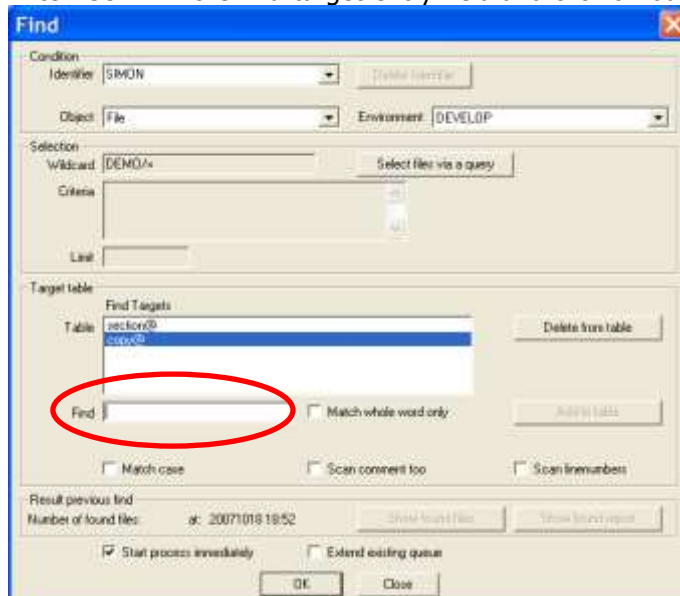 Find
Condition
Identifier SIMON Delete Identifier
Object File Environment DEVELOP
Selection
Wildcard DEMO/= Select files via a query
Criteria
Limit
Target table
Find Targets
Table section@ Delete from table
copy@
Find Match whole word only Add to table
Match case Scan comment too Scan linenumbers
Result previous find
Number of found files: at: 20071018 18:52 Show found files Show found report
Start process immediately Extend existing queue
OK Close